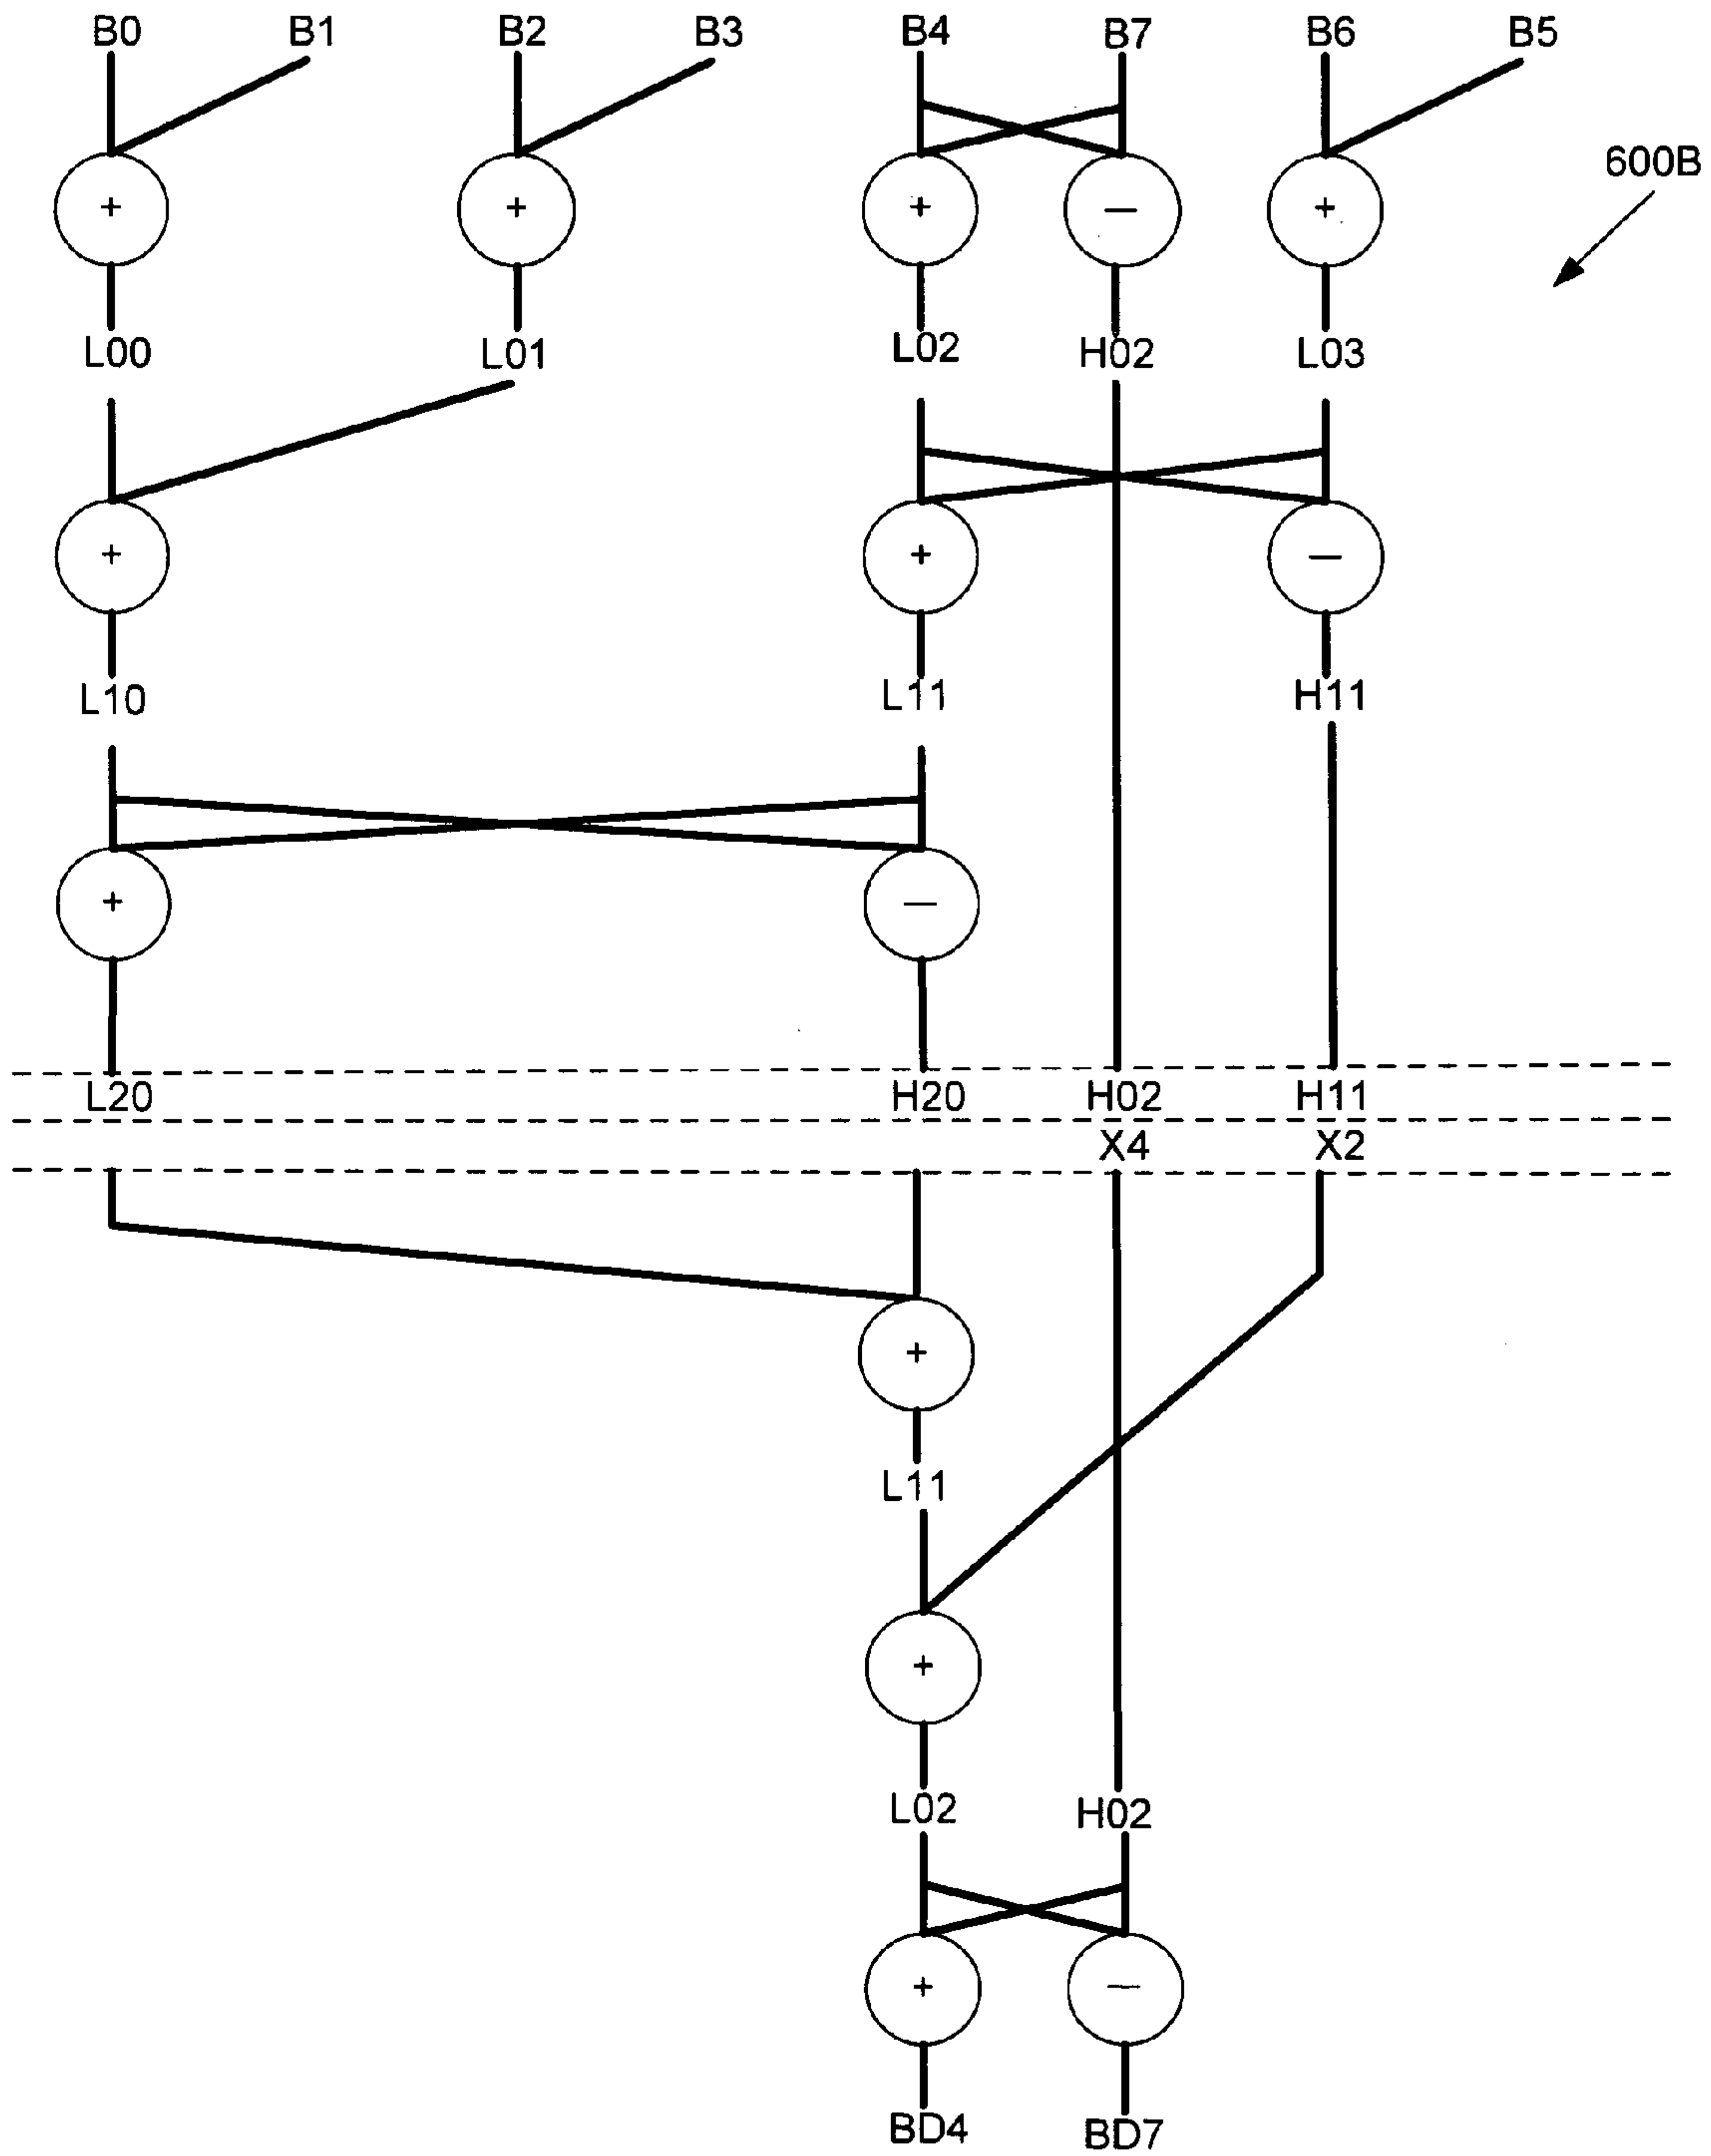 B0 B1 B2 B3 B4 B7 B6 B5
600B
+ + + — +
L00 L01 L02 H02 L03
+ + —
L10 L11 H11
+ —
L20 H20 H02 H11
X4 X2
+
L11
+
L02 H02
+ —
BD4 BD7